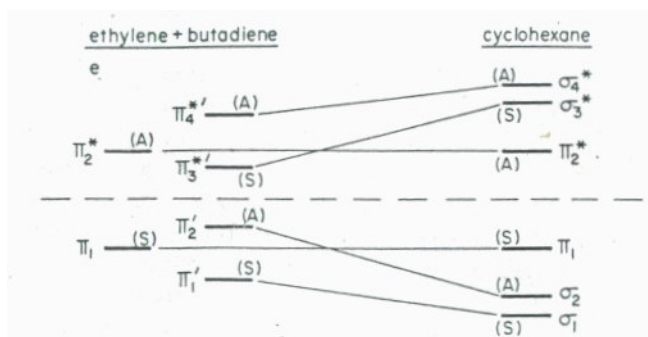 ethylene + butadiene
cyclohexane
e
(A) σ₄*
π₄*' (A)
σ₃*
(S)
π₂* (A)
π₂*
(A)
π₃*'
(S)
π₂' (A)
π₁ (S)
(S) π₁
π₁' (S)
(A) σ₂
(S) σ₁